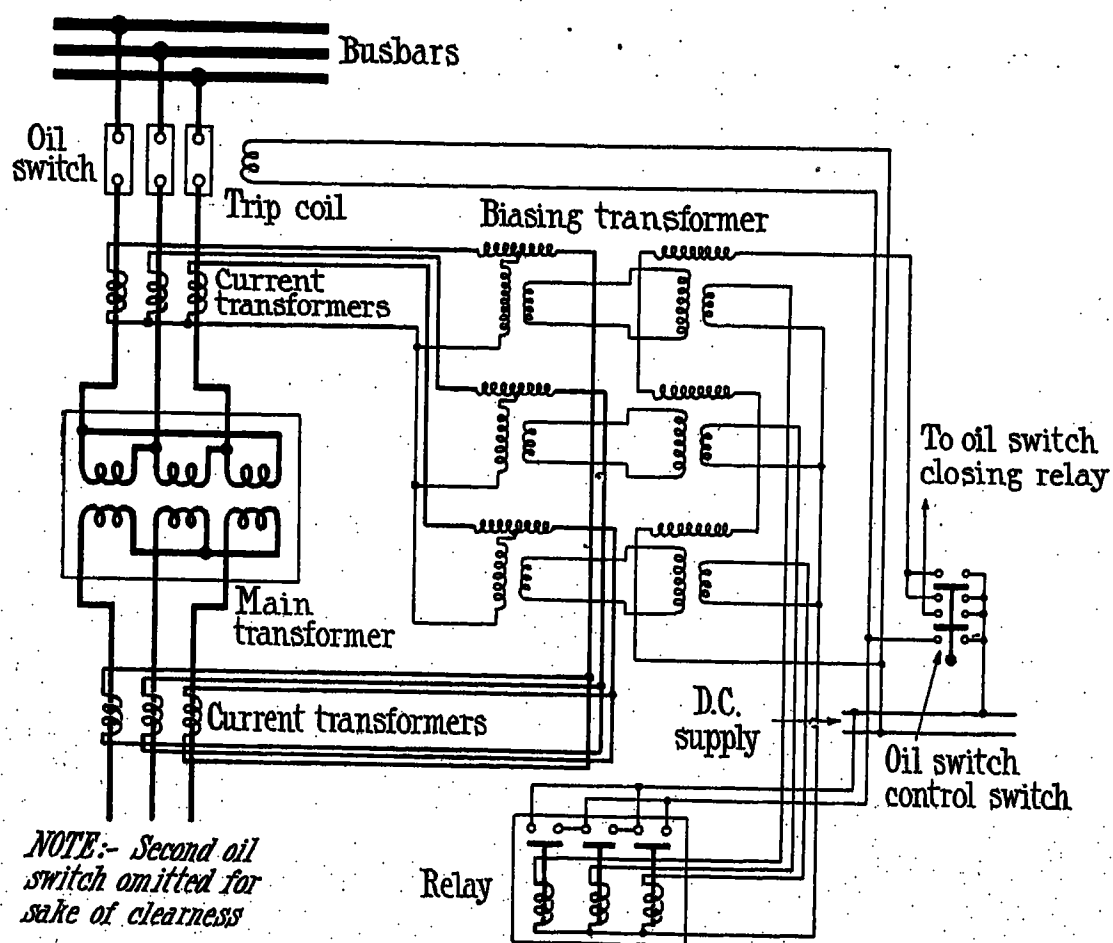 Busbars
Oil
switch
Trip coil
Biasing transformer
Current
transformers
To oil switch
closing relay
Main
transformer
Current transformers
D.C.
supply
Oil switch
control switch
NOTE:- Second oil
switch omitted for
sake of clearness
Relay